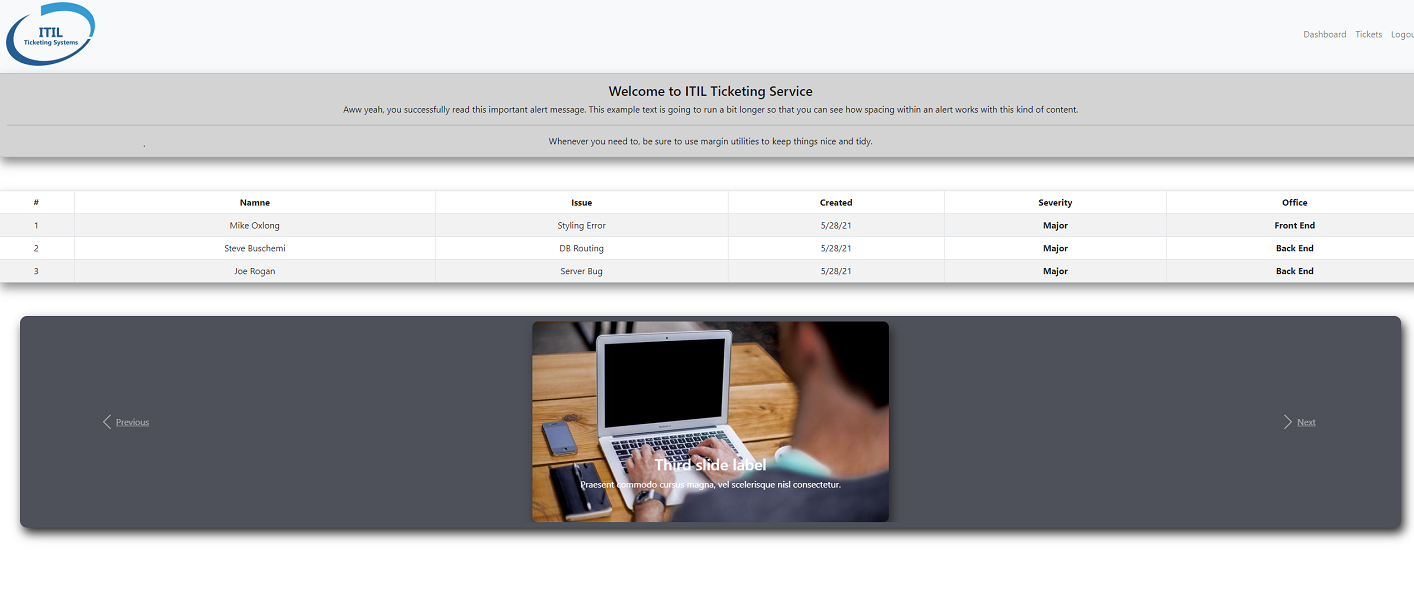 ITIL
Ticketing Systems
Dashboard Tickets Logou
Welcome to ITIL Ticketing Service
Aww yeah, you successfully read this important alert message. This example text is going to run a bit longer so that you can see how spacing within an alert works with this kind of content.
Whenever you need to, be sure to use margin utilities to keep things nice and tidy.
# Namne Issue Created Severity Office
1 Mike Oxlong Styling Error 5/28/21 Major Front End
2 Steve Buschemi DB Routing 5/28/21 Major Back End
3 Joe Rogan Server Bug 5/28/21 Major Back End
Previous Next
Third slide label
Praesent commodo cursus magna, vel scelerisque nisl consectetur.